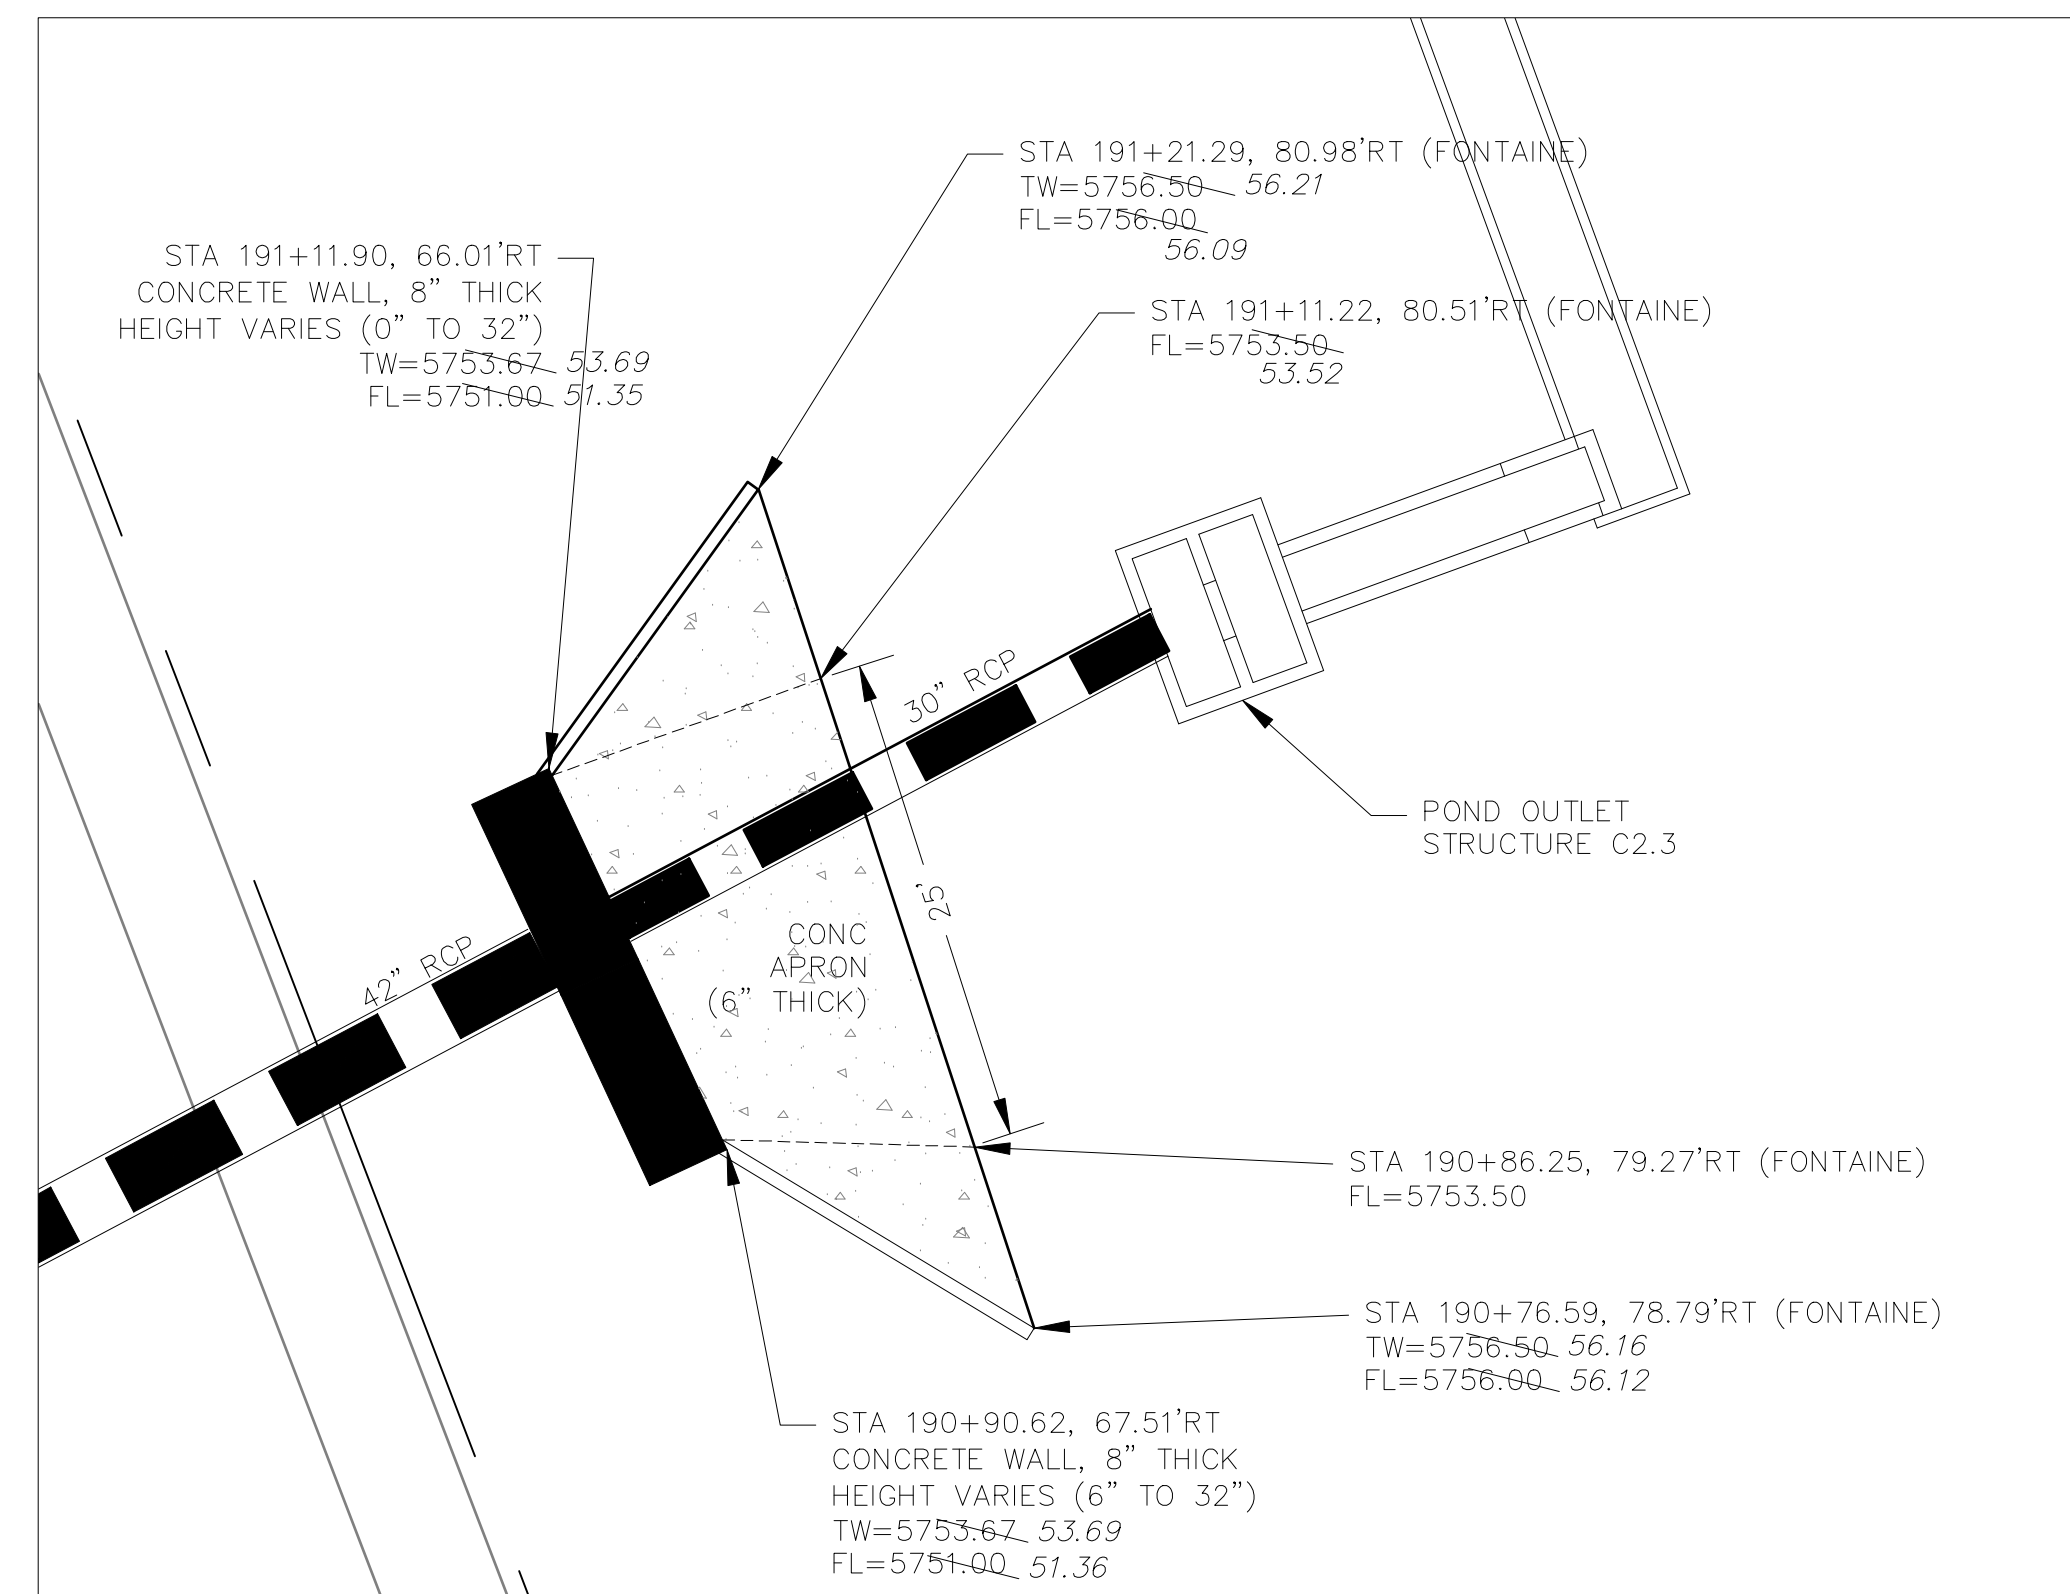 STA 191+21.29, 80.98'RT (FONTAINE)
TW=5756.50 56.21
FL=5756.00
56.09
STA 191+11.90, 66.01'RT
CONCRETE WALL, 8" THICK
HEIGHT VARIES (0" TO 32")
TW=5753.67 53.69
FL=5751.00 51.35
STA 191+11.22, 80.51'RT (FONTAINE)
FL=5753.50
53.52
30" RCP
POND OUTLET
STRUCTURE C2.3
25'
42" RCP
CONC
APRON
(6" THICK)
STA 190+86.25, 79.27'RT (FONTAINE)
FL=5753.50
STA 190+76.59, 78.79'RT (FONTAINE)
TW=5756.50 56.16
FL=5756.00 56.12
STA 190+90.62, 67.51'RT
CONCRETE WALL, 8" THICK
HEIGHT VARIES (6" TO 32")
TW=5753.67 53.69
FL=5751.00 51.36